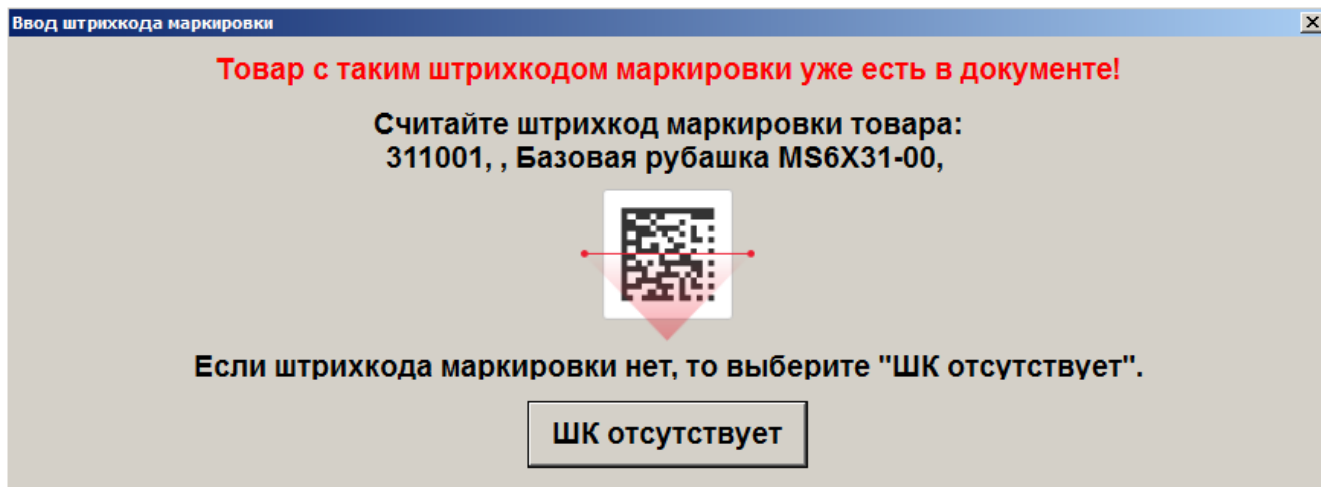 Ввод штрихкода маркировки
Товар с таким штрихкодом маркировки уже есть в документе!
Считайте штрихкод маркировки товара:
311001, , Базовая рубашка MS6X31-00,
Если штрихкода маркировки нет, то выберите "ШК отсутствует".
ШК отсутствует